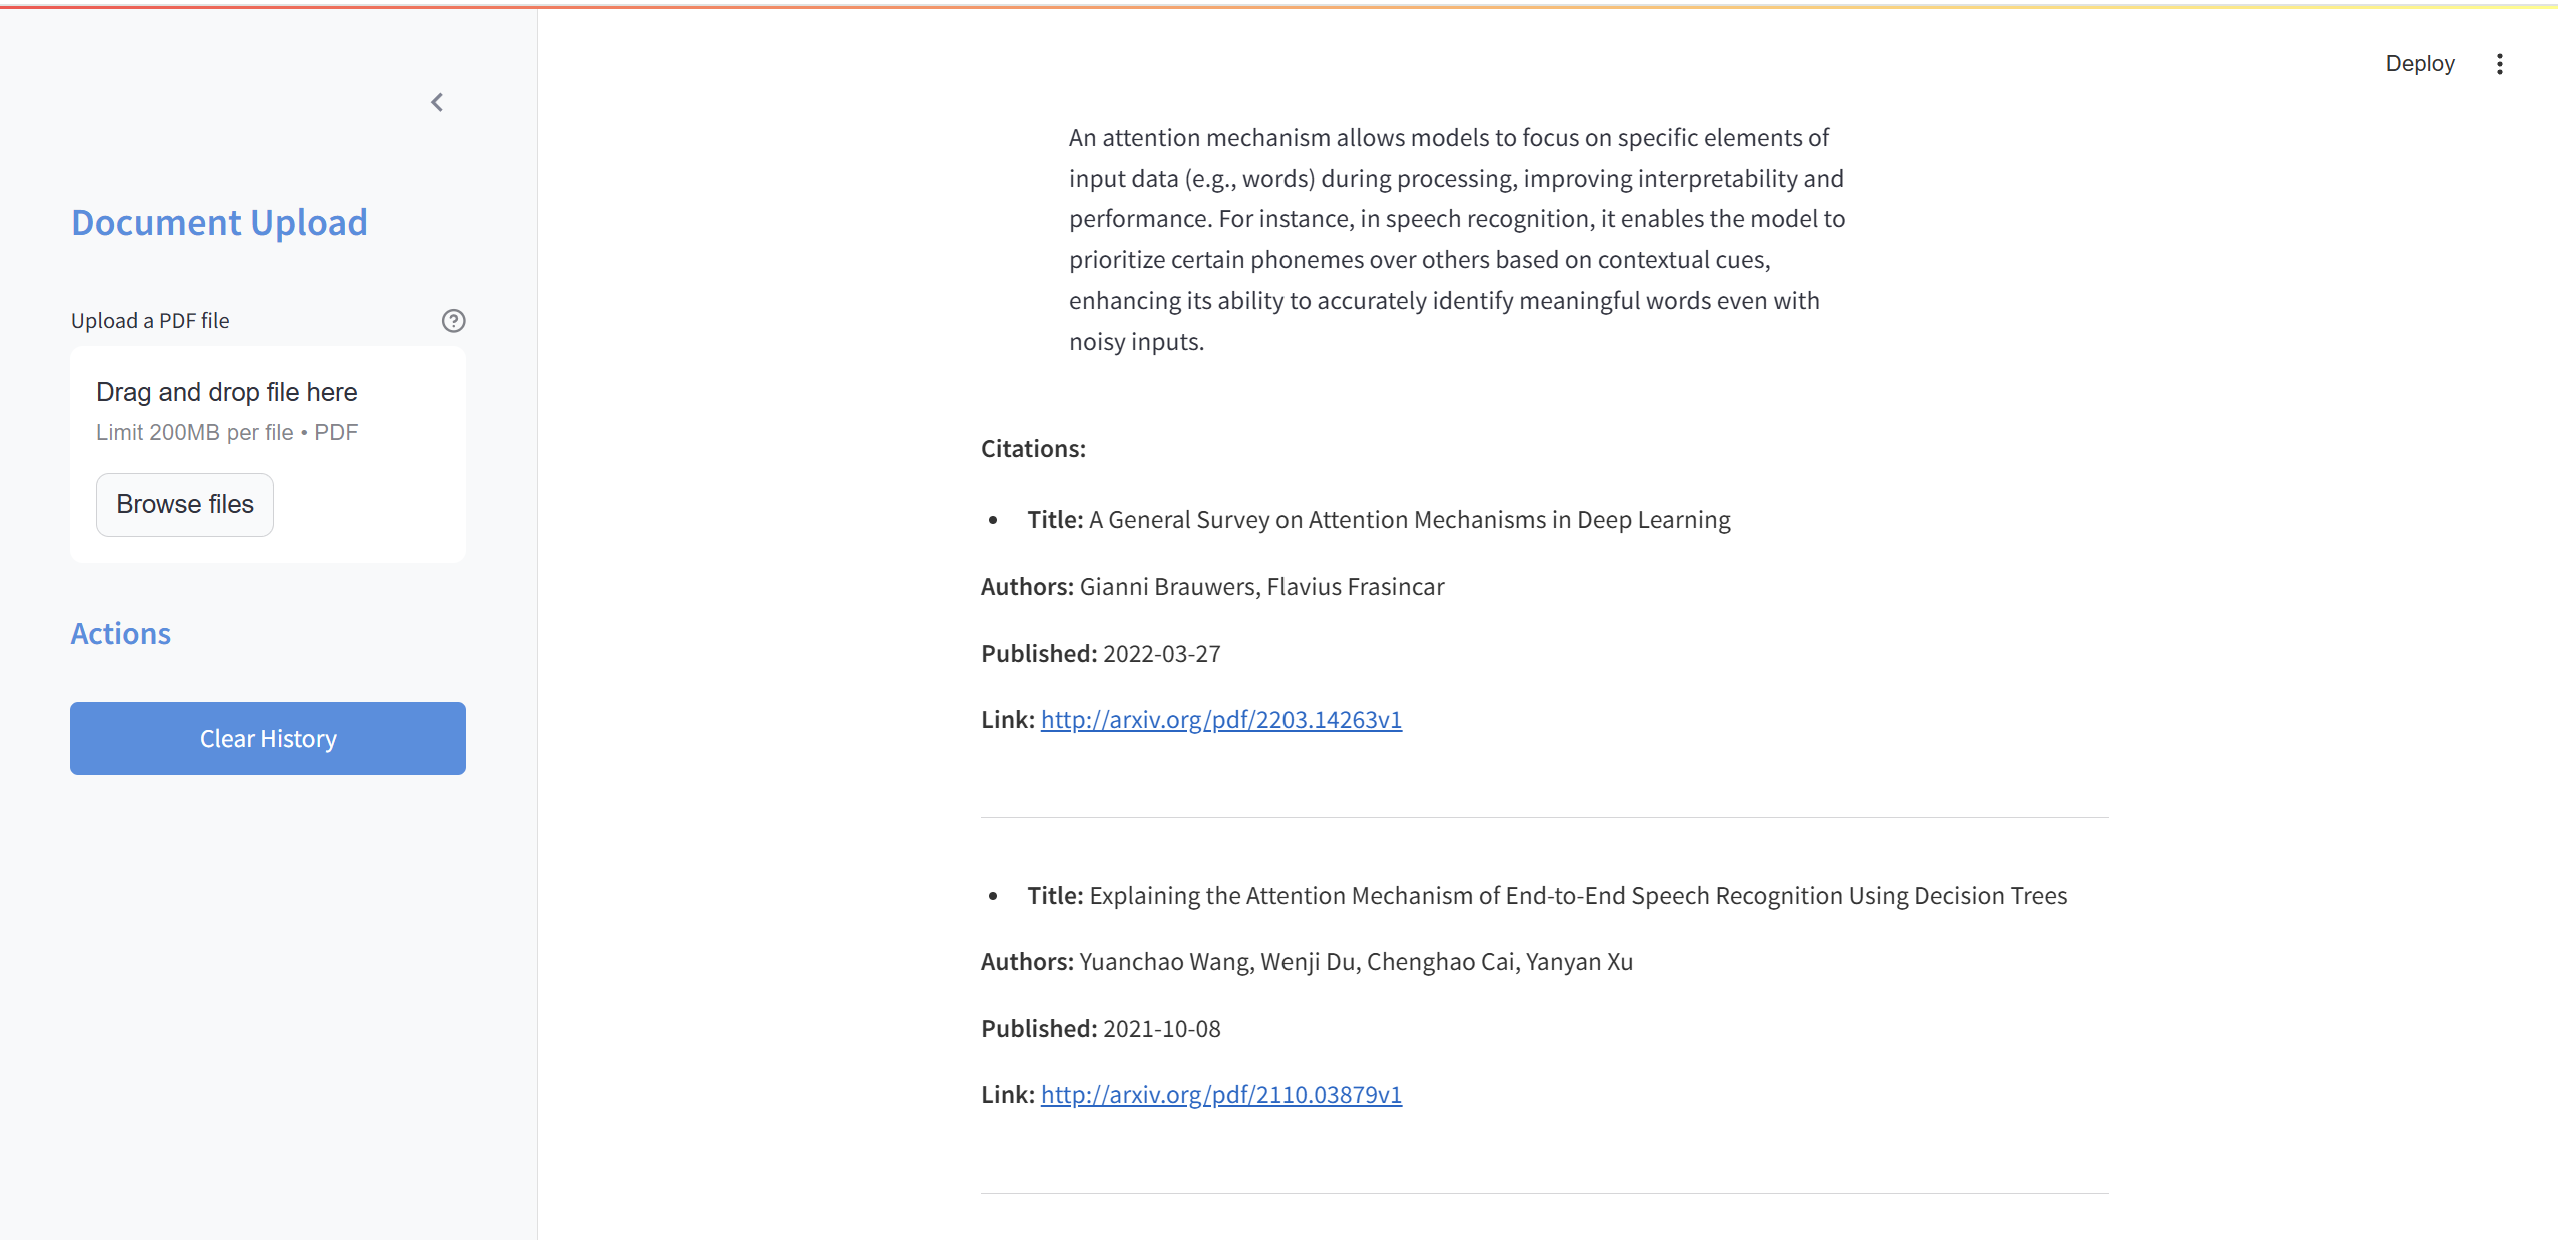 Deploy
Document Upload
Upload a PDF file
Drag and drop file here
Limit 200MB per file • PDF
Browse files
Actions
Clear History
An attention mechanism allows models to focus on specific elements of
input data (e.g., words) during processing, improving interpretability and
performance. For instance, in speech recognition, it enables the model to
prioritize certain phonemes over others based on contextual cues,
enhancing its ability to accurately identify meaningful words even with
noisy inputs.
Citations:
• Title: A General Survey on Attention Mechanisms in Deep Learning
Authors: Gianni Brauwers, Flavius Frasincar
Published: 2022-03-27
Link: http://arxiv.org/pdf/2203.14263v1
• Title: Explaining the Attention Mechanism of End-to-End Speech Recognition Using Decision Trees
Authors: Yuanchao Wang, Wenji Du, Chenghao Cai, Yanyan Xu
Published: 2021-10-08
Link: http://arxiv.org/pdf/2110.03879v1